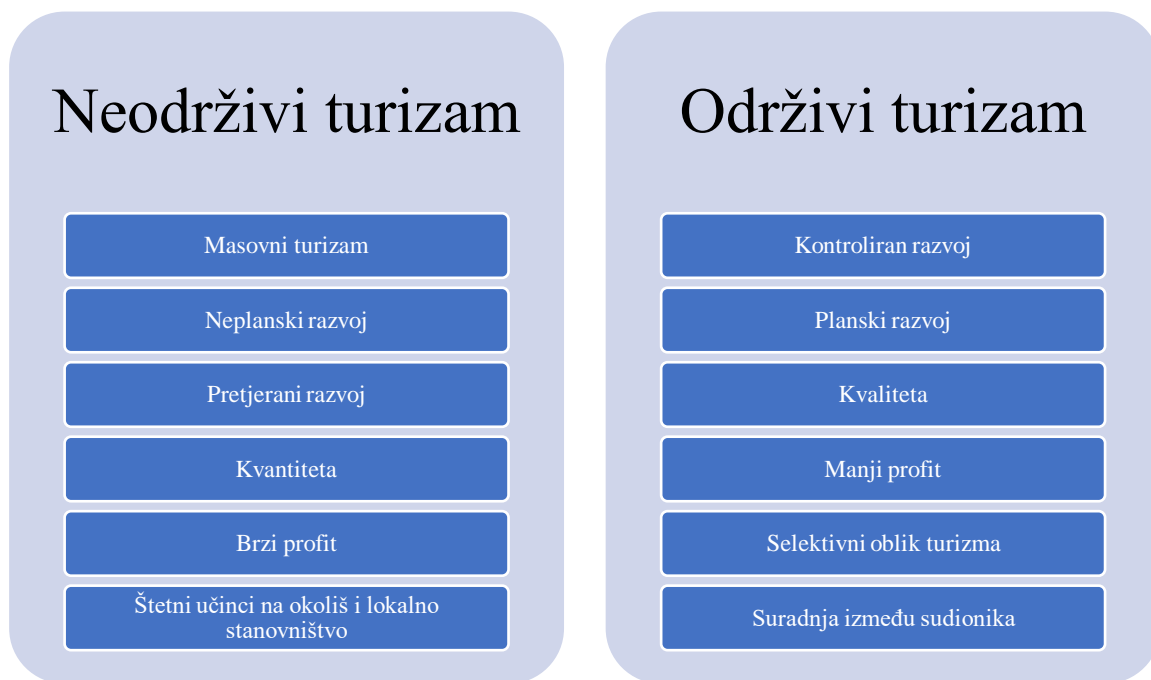 Neodrživi turizam
Masovni turizam
Neplanski razvoj
Pretjerani razvoj
Kvantiteta
Brzi profit
Štetni učinci na okoliš i lokalno
stanovništvo
Održivi turizam
Kontroliran razvoj
Planski razvoj
Kvaliteta
Manji profit
Selektivni oblik turizma
Suradnja između sudionika